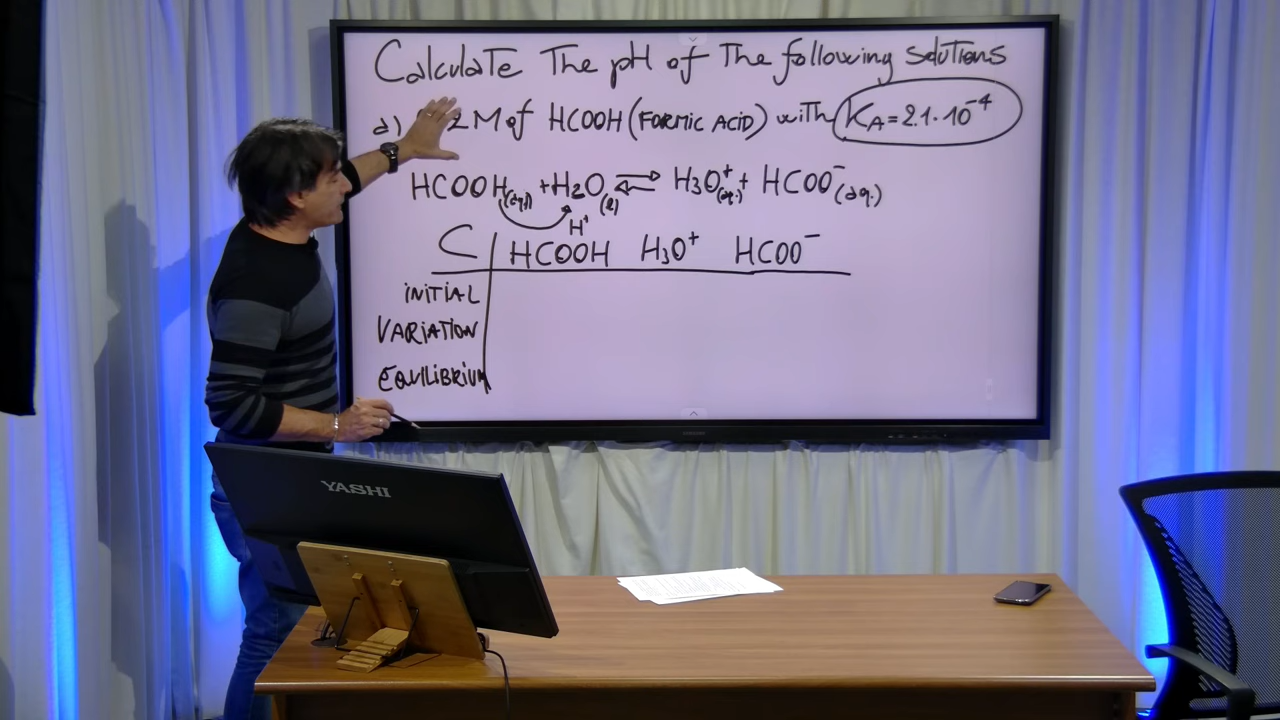 CalculaTe The pH of The following soluTions
a) 2 M of HCOOH (FORMIC ACID) with KA = 2.1 · 10⁻⁴
HCOOH(aq.) + H2O(l) ⇌ H3O⁺(aq.) + HCOO⁻(aq.)
H⁺
C HCOOH H3O⁺ HCOO⁻
INITIAL
VARIATION
EQUILIBRIUM
YASHI